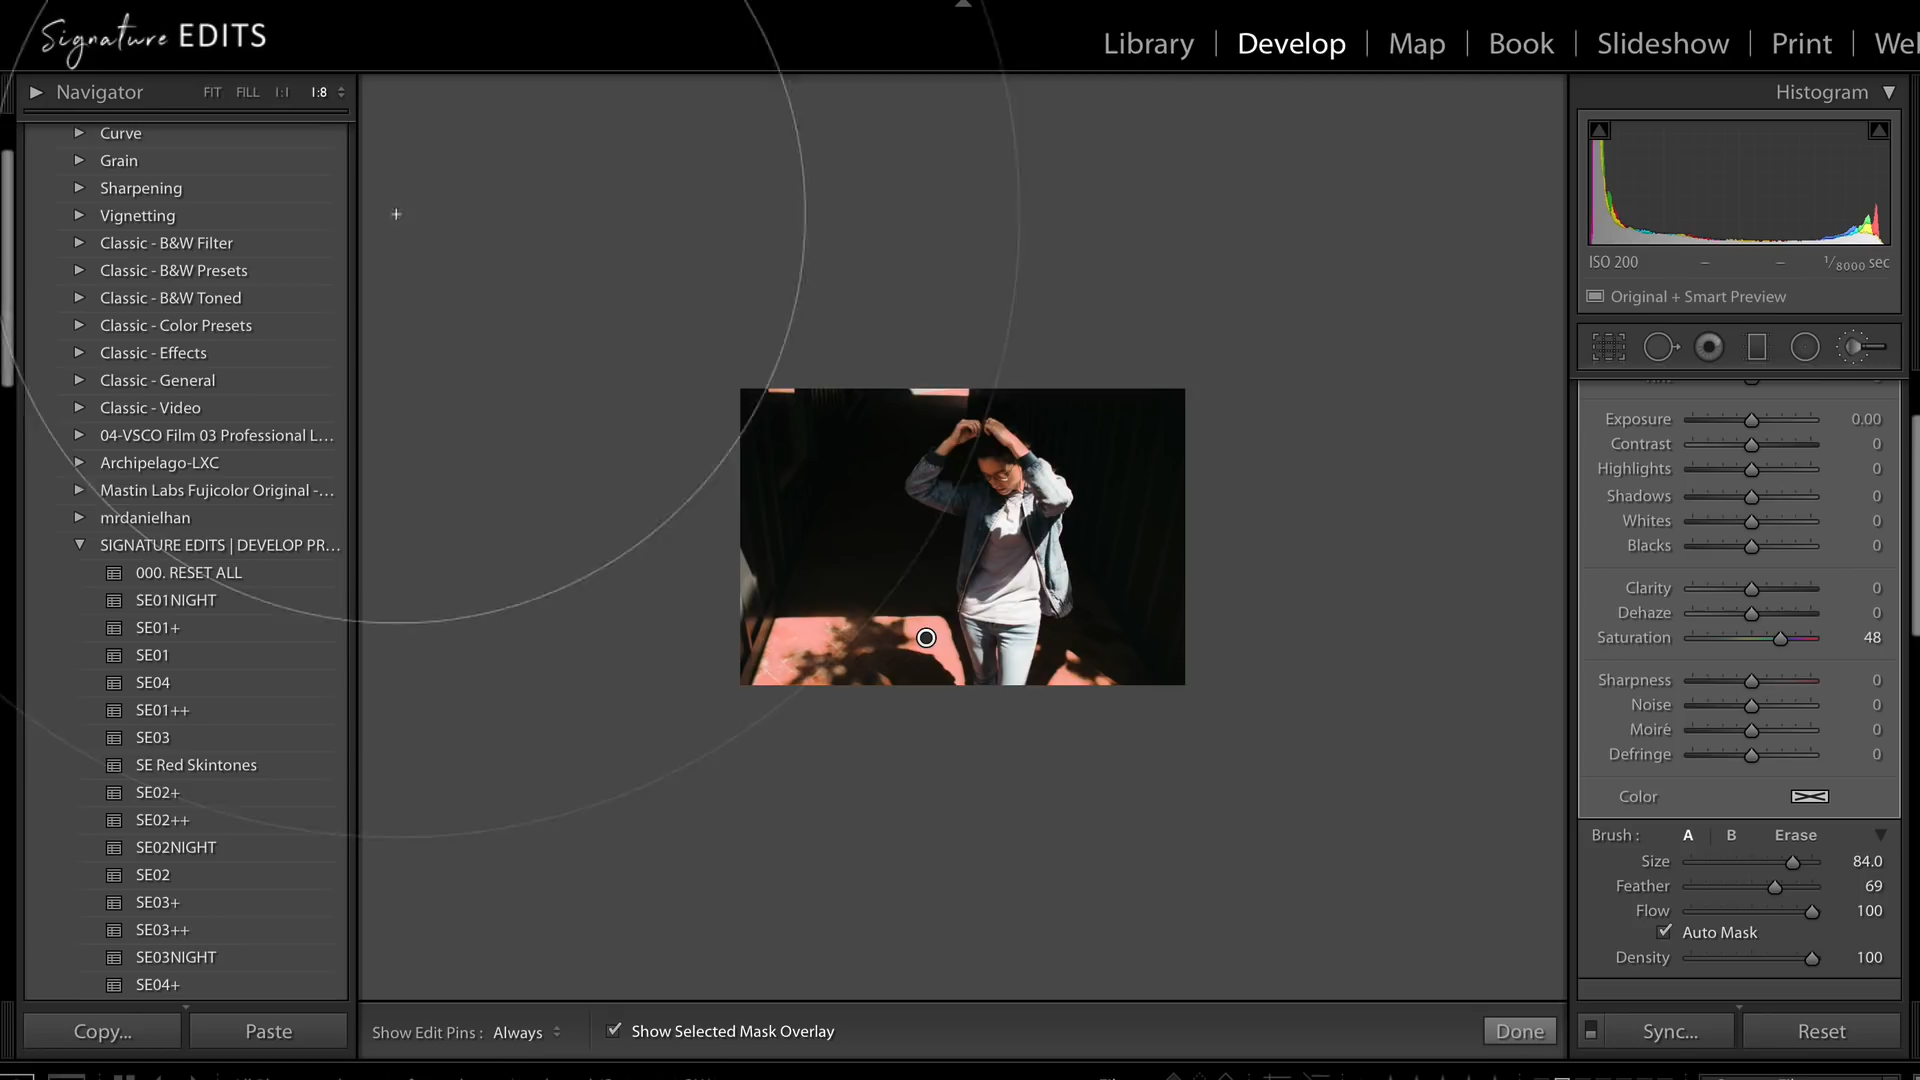 Signature EDITS
Library | Develop | Map | Book | Slideshow | Print | We
Navigator FIT FILL 1:1 1:8
Curve
Grain
Sharpening
Vignetting
Classic - B&W Filter
Classic - B&W Presets
Classic - B&W Toned
Classic - Color Presets
Classic - Effects
Classic - General
Classic - Video
04-VSCO Film 03 Professional L...
Archipelago-LXC
Mastin Labs Fujicolor Original -...
mrdanielhan
SIGNATURE EDITS | DEVELOP PR...
000. RESET ALL
SE01NIGHT
SE01+
SE01
SE04
SE01++
SE03
SE Red Skintones
SE02+
SE02++
SE02NIGHT
SE02
SE03+
SE03++
SE03NIGHT
SE04+
Copy... Paste
Show Edit Pins : Always Show Selected Mask Overlay Done
Histogram
ISO 200 – – 1/8000 sec
Original + Smart Preview
Exposure 0.00
Contrast 0
Highlights 0
Shadows 0
Whites 0
Blacks 0
Clarity 0
Dehaze 0
Saturation 48
Sharpness 0
Noise 0
Moiré 0
Defringe 0
Color
Brush : A | B Erase
Size 84.0
Feather 69
Flow 100
Auto Mask
Density 100
Sync... Reset